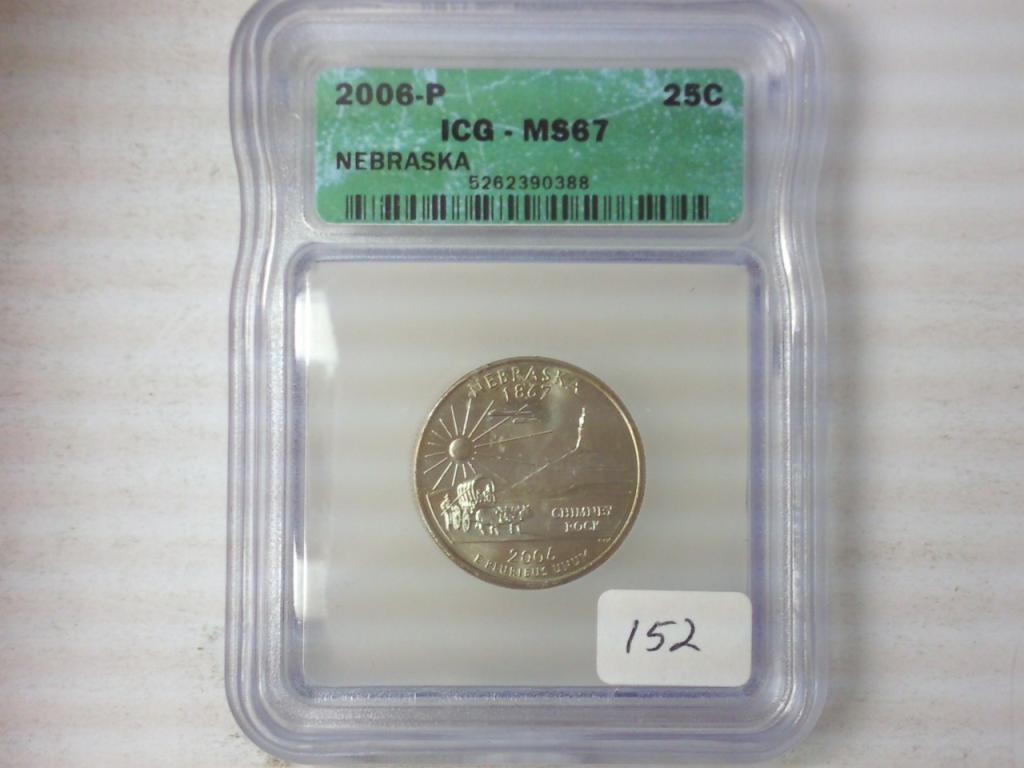 2006-P 25C
ICG - MS67
NEBRASKA
5262390388
NEBRASKA
1867
CHIMNEY
ROCK
2006
E PLURIBUS UNUM
152